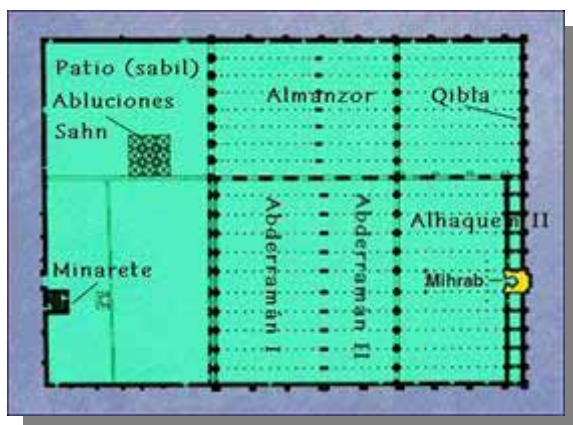 Patio (sabil)
Abluciones
Sahn
Almanzor
Qibla
Abderramán I
Abderramán II
Alhaquem II
Minarete
Mihrab